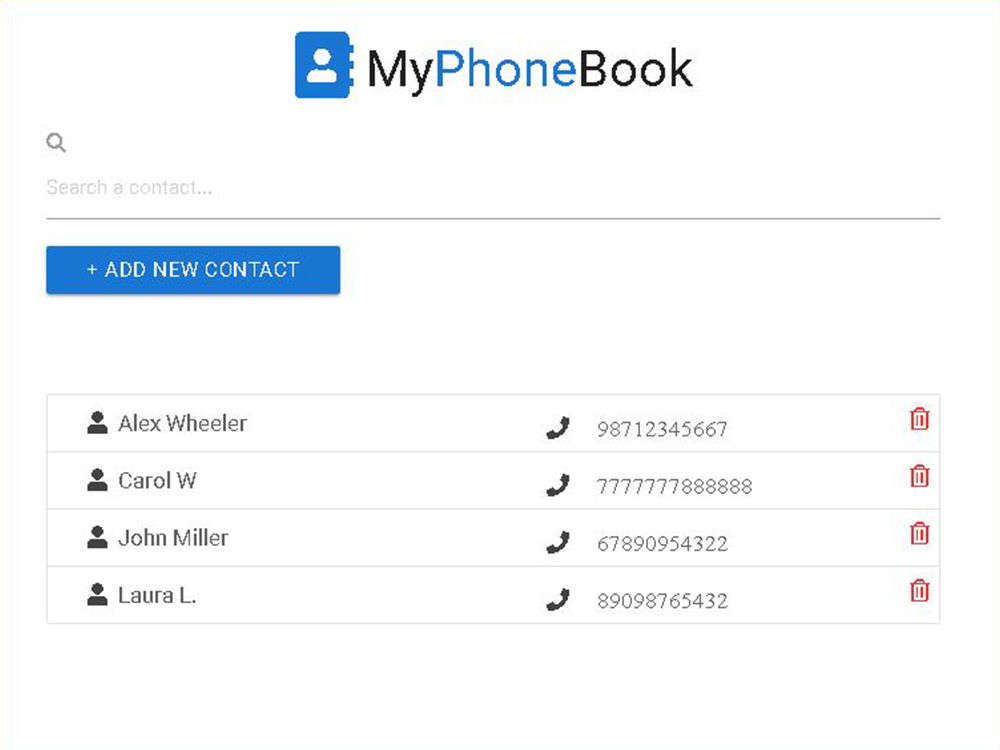 MyPhoneBook
Search a contact...
+ ADD NEW CONTACT
Alex Wheeler 98712345667
Carol W 7777777888888
John Miller 67890954322
Laura L. 89098765432